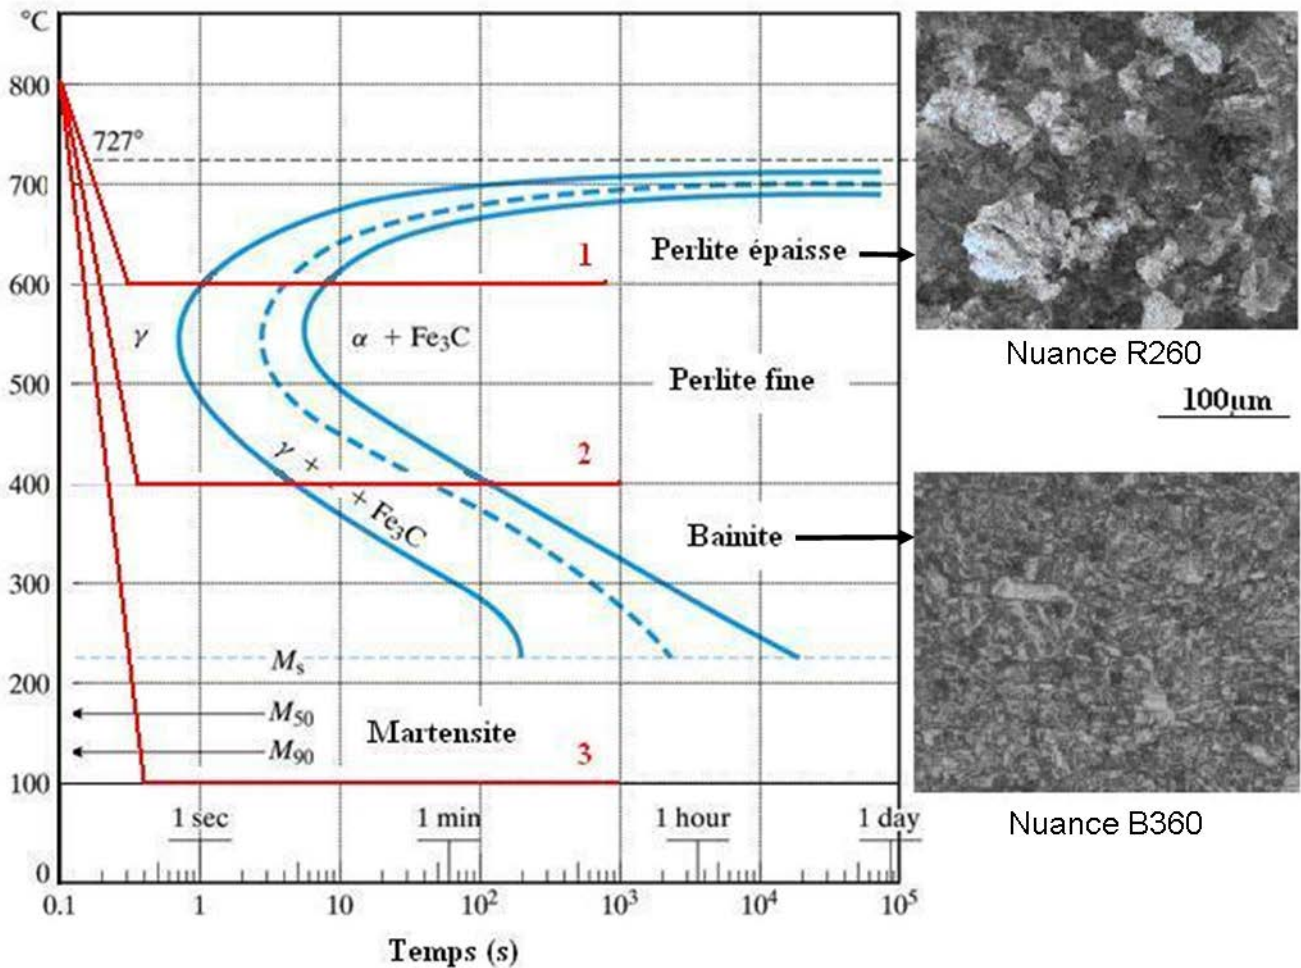 °C
800
727°
700
1
Perlite épaisse
600
γ
α + Fe₃C
Nuance R260
Perlite fine
500
100µm
2
γ +
400
+ Fe₃C
Bainite
300
Mₛ
200
M₅₀
Martensite
M₉₀
3
100
1 sec
1 min
1 hour
1 day
Nuance B360
0
0.1
1
10
10²
10³
10⁴
10⁵
Temps (s)